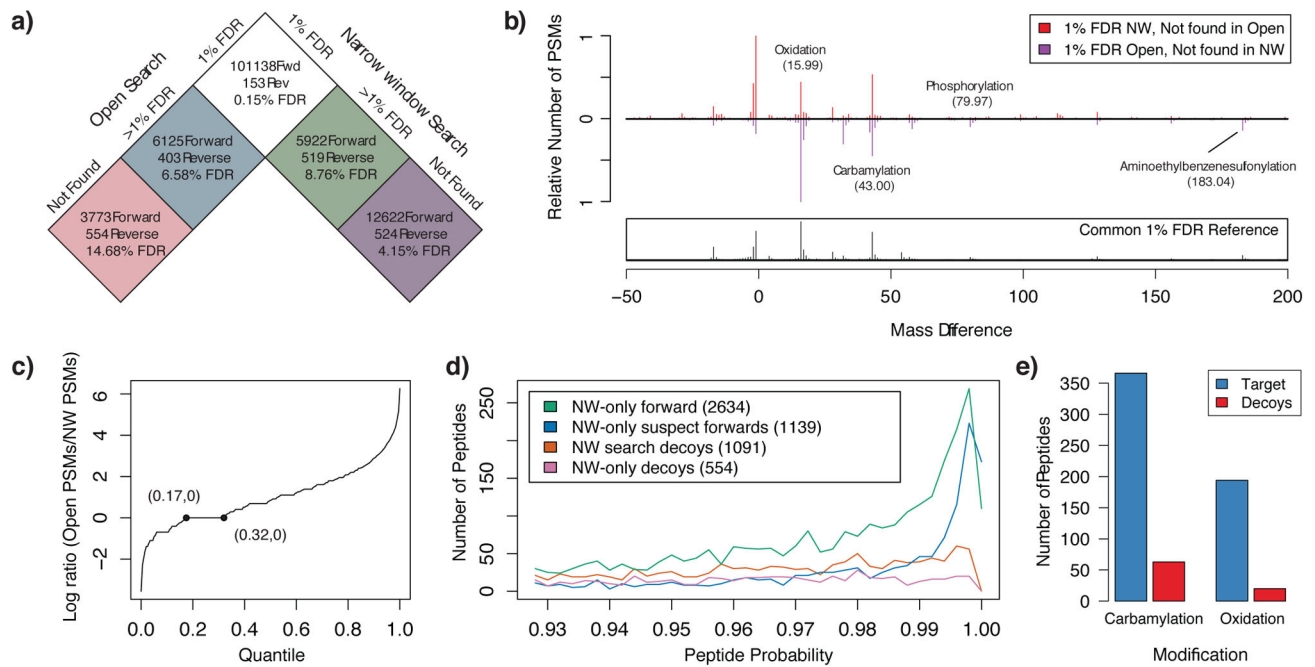 a)
Open Search
Narrow window Search
1% FDR
1% FDR
>1% FDR
>1% FDR
Not Found
Not Found
101138Fwd
153Rev
0.15% FDR
6125Forward
403Reverse
6.58% FDR
5922Forward
519Reverse
8.76% FDR
3773Forward
554Reverse
14.68% FDR
12622Forward
524Reverse
4.15% FDR
b)
Relative Number of PSMs
1
0
1
1% FDR NW, Not found in Open
1% FDR Open, Not found in NW
Oxidation
(15.99)
Phosphorylation
(79.97)
Carbamylation
(43.00)
Aminoethylbenzenesulfonylation
(183.04)
Common 1% FDR Reference
−50 0 50 100 150 200
Mass Difference
c)
Log ratio (Open PSMs/NW PSMs)
6
4
2
0
−2
(0.17,0)
(0.32,0)
0.0 0.2 0.4 0.6 0.8 1.0
Quantile
d)
Number of Peptides
250
150
50
0
NW-only forward (2634)
NW-only suspect forwards (1139)
NW search decoys (1091)
NW-only decoys (554)
0.93 0.94 0.95 0.96 0.97 0.98 0.99 1.00
Peptide Probability
e)
Number of Peptides
350
300
250
200
150
100
50
0
Target
Decoys
Carbamylation Oxidation
Modification